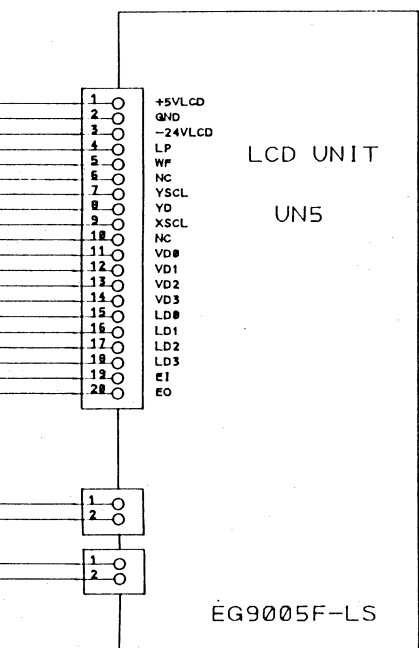 1 +5VLCD
2 GND
3 -24VLCD
4 LP
5 WF
6 NC
7 YSCL
8 YD
9 XSCL
10 NC
11 VD0
12 VD1
13 VD2
14 VD3
15 LD0
16 LD1
17 LD2
18 LD3
19 EI
20 EO
LCD UNIT
UN5
1
2
1
2
EG9005F-LS